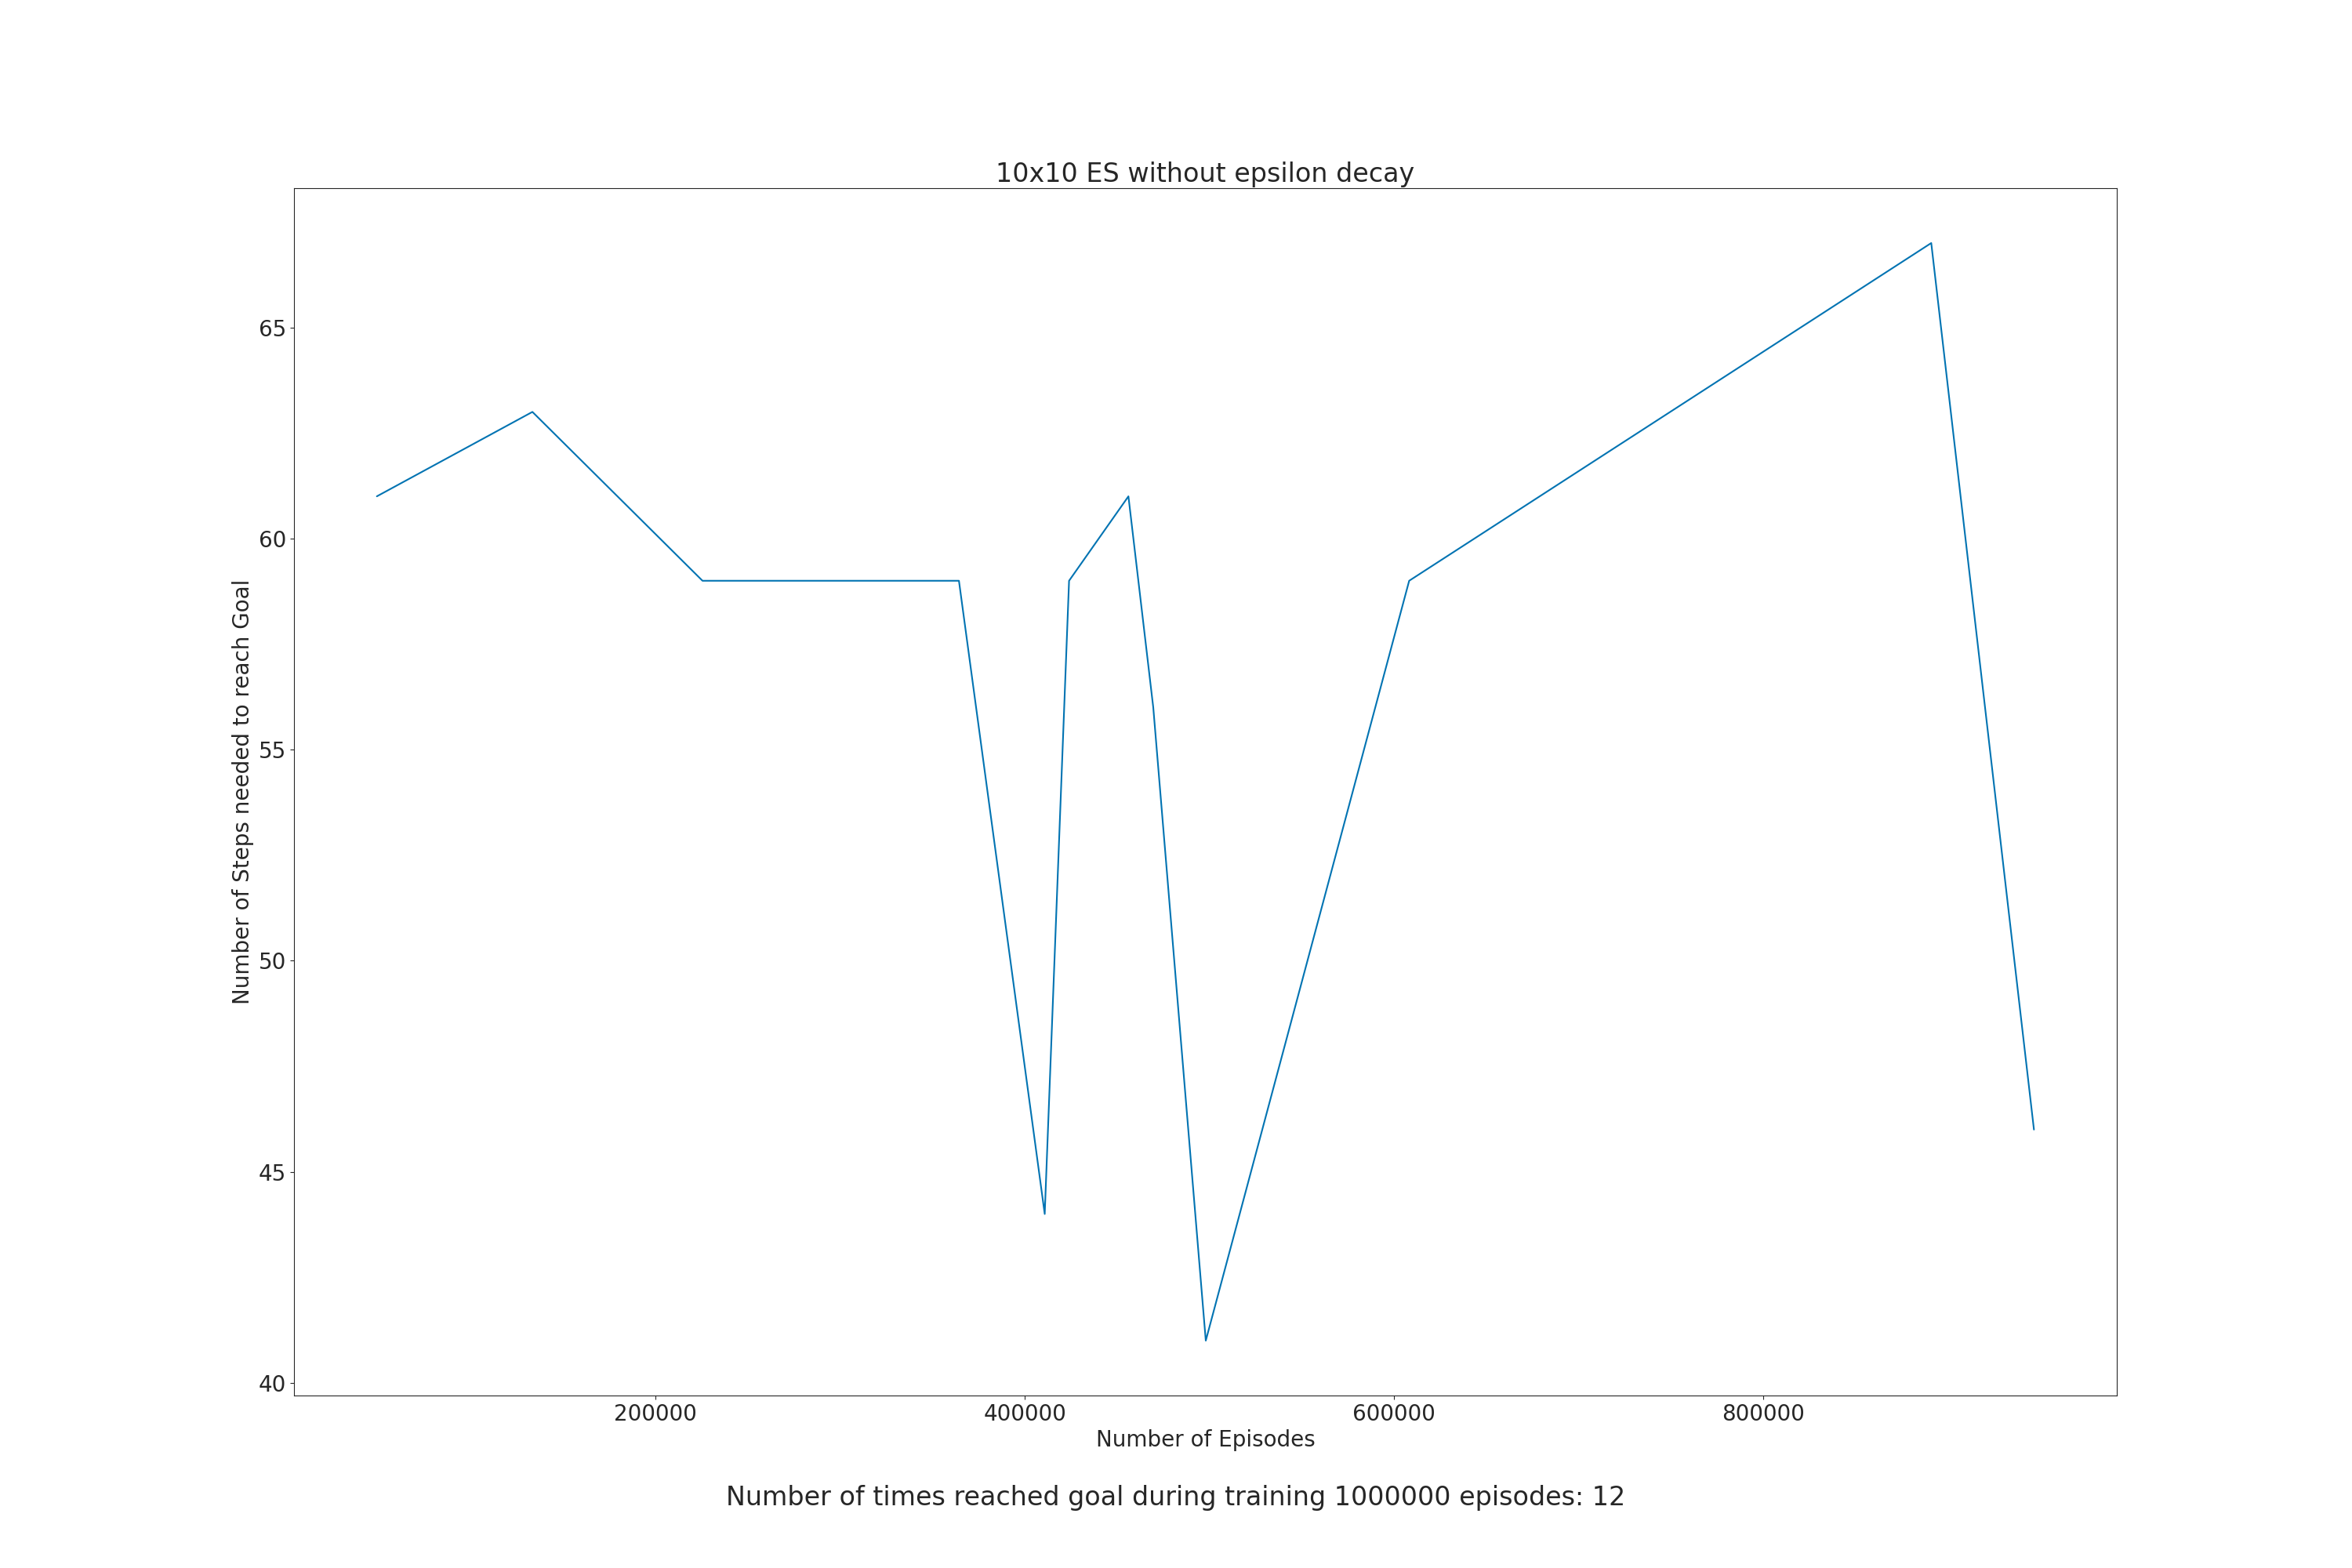 10x10 ES without epsilon decay
Number of Steps needed to reach Goal
65
60
55
50
45
40
200000 400000 600000 800000
Number of Episodes
Number of times reached goal during training 1000000 episodes: 12